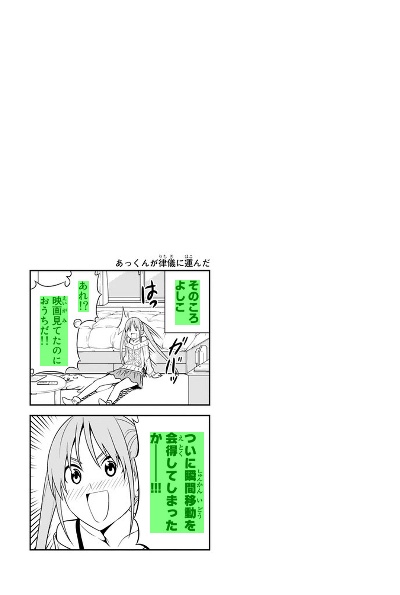 あっくんが律儀に運んだ
そのころ
よしこ
はっ
ガーッ
あれ!?
映画見てたのに
おうちだ!!
ついに瞬間移動を
会得してしまった
か――!!!